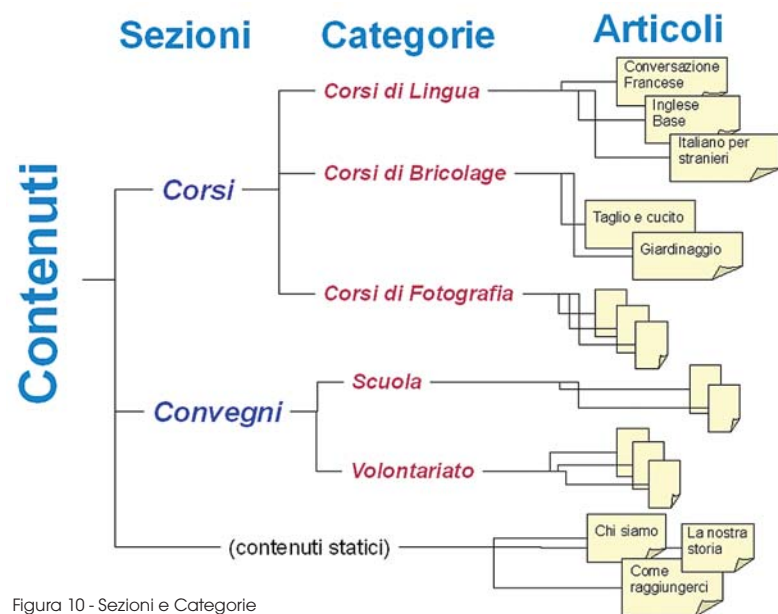 Sezioni Categorie Articoli
Contenuti
Corsi
Corsi di Lingua
Conversazione
Francese
Inglese
Base
Italiano per
stranieri
Corsi di Bricolage
Taglio e cucito
Giardinaggio
Corsi di Fotografia
Convegni
Scuola
Volontariato
(contenuti statici)
Chi siamo
La nostra
storia
Come
raggiungerci
Figura 10 - Sezioni e Categorie